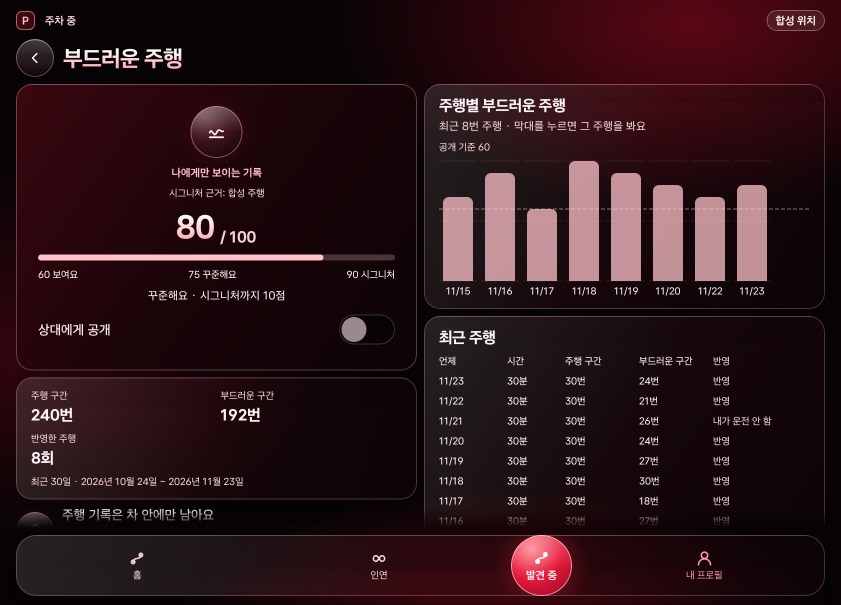 P 주차 중
합성 위치
부드러운 주행
나에게만 보이는 기록
시그니처 근거: 합성 주행
80 / 100
60 보여요 75 꾸준해요 90 시그니처
꾸준해요 · 시그니처까지 10점
상대에게 공개
주행 구간 부드러운 구간
240번 192번
반영한 주행
8회
최근 30일 · 2026년 10월 24일 ~ 2026년 11월 23일
주행 기록은 차 안에만 남아요
주행별 부드러운 주행
최근 8번 주행 · 막대를 누르면 그 주행을 봐요
공개 기준 60
11/15 11/16 11/17 11/18 11/19 11/20 11/22 11/23
최근 주행
언제 시간 주행 구간 부드러운 구간 반영
11/23 30분 30번 24번 반영
11/22 30분 30번 21번 반영
11/21 30분 30번 26번 내가 운전 안 함
11/20 30분 30번 24번 반영
11/19 30분 30번 27번 반영
11/18 30분 30번 30번 반영
11/17 30분 30번 18번 반영
11/16 30분 30번 27번 반영
홈
인연
발견 중
내 프로필